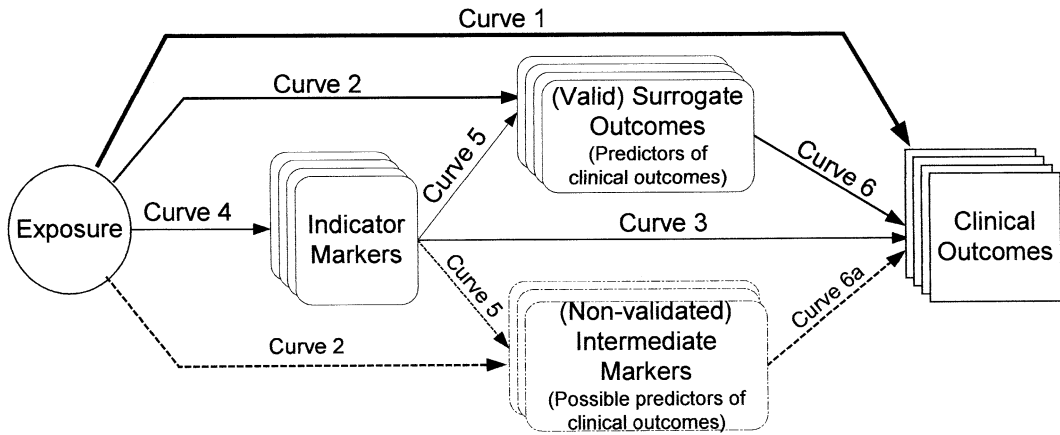 Curve 1
Curve 2
(Valid) Surrogate
Outcomes
(Predictors of
clinical outcomes)
Curve 5
Curve 6
Exposure
Curve 4
Indicator
Markers
Curve 3
Clinical
Outcomes
Curve 5
Curve 6a
Curve 2
(Non-validated)
Intermediate
Markers
(Possible predictors of
clinical outcomes)